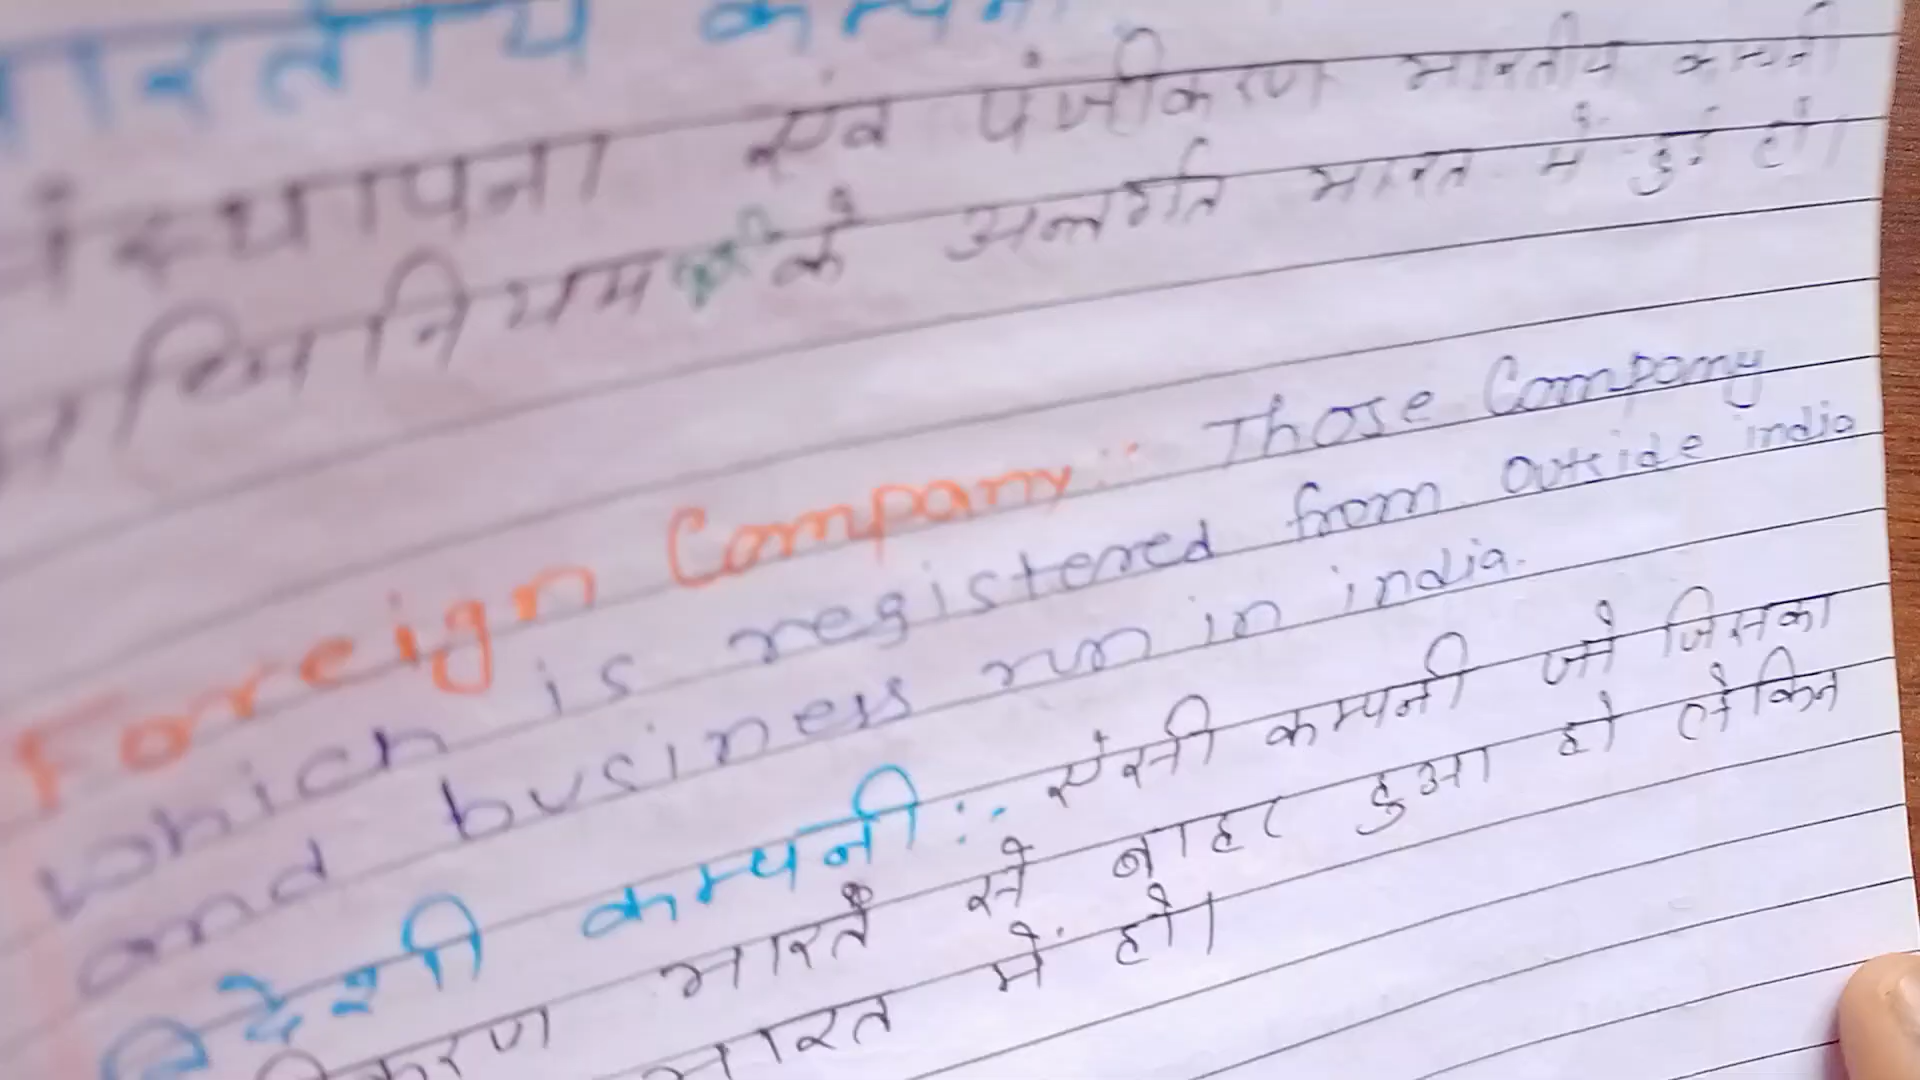 भारतीय कम्पनी
संस्थापना एंव पंजीकरण भारतीय कम्पनी
अधिनियम के अन्तर्गत भारत में हुई हो।
Foreign Company :- Those Company
which is registered from outside india
and business run in india.
विदेशी कम्पनी :- ऐसी कम्पनी जो जिसका
भारत से बाहर हुआ हो लेकिन
भारत में हो।